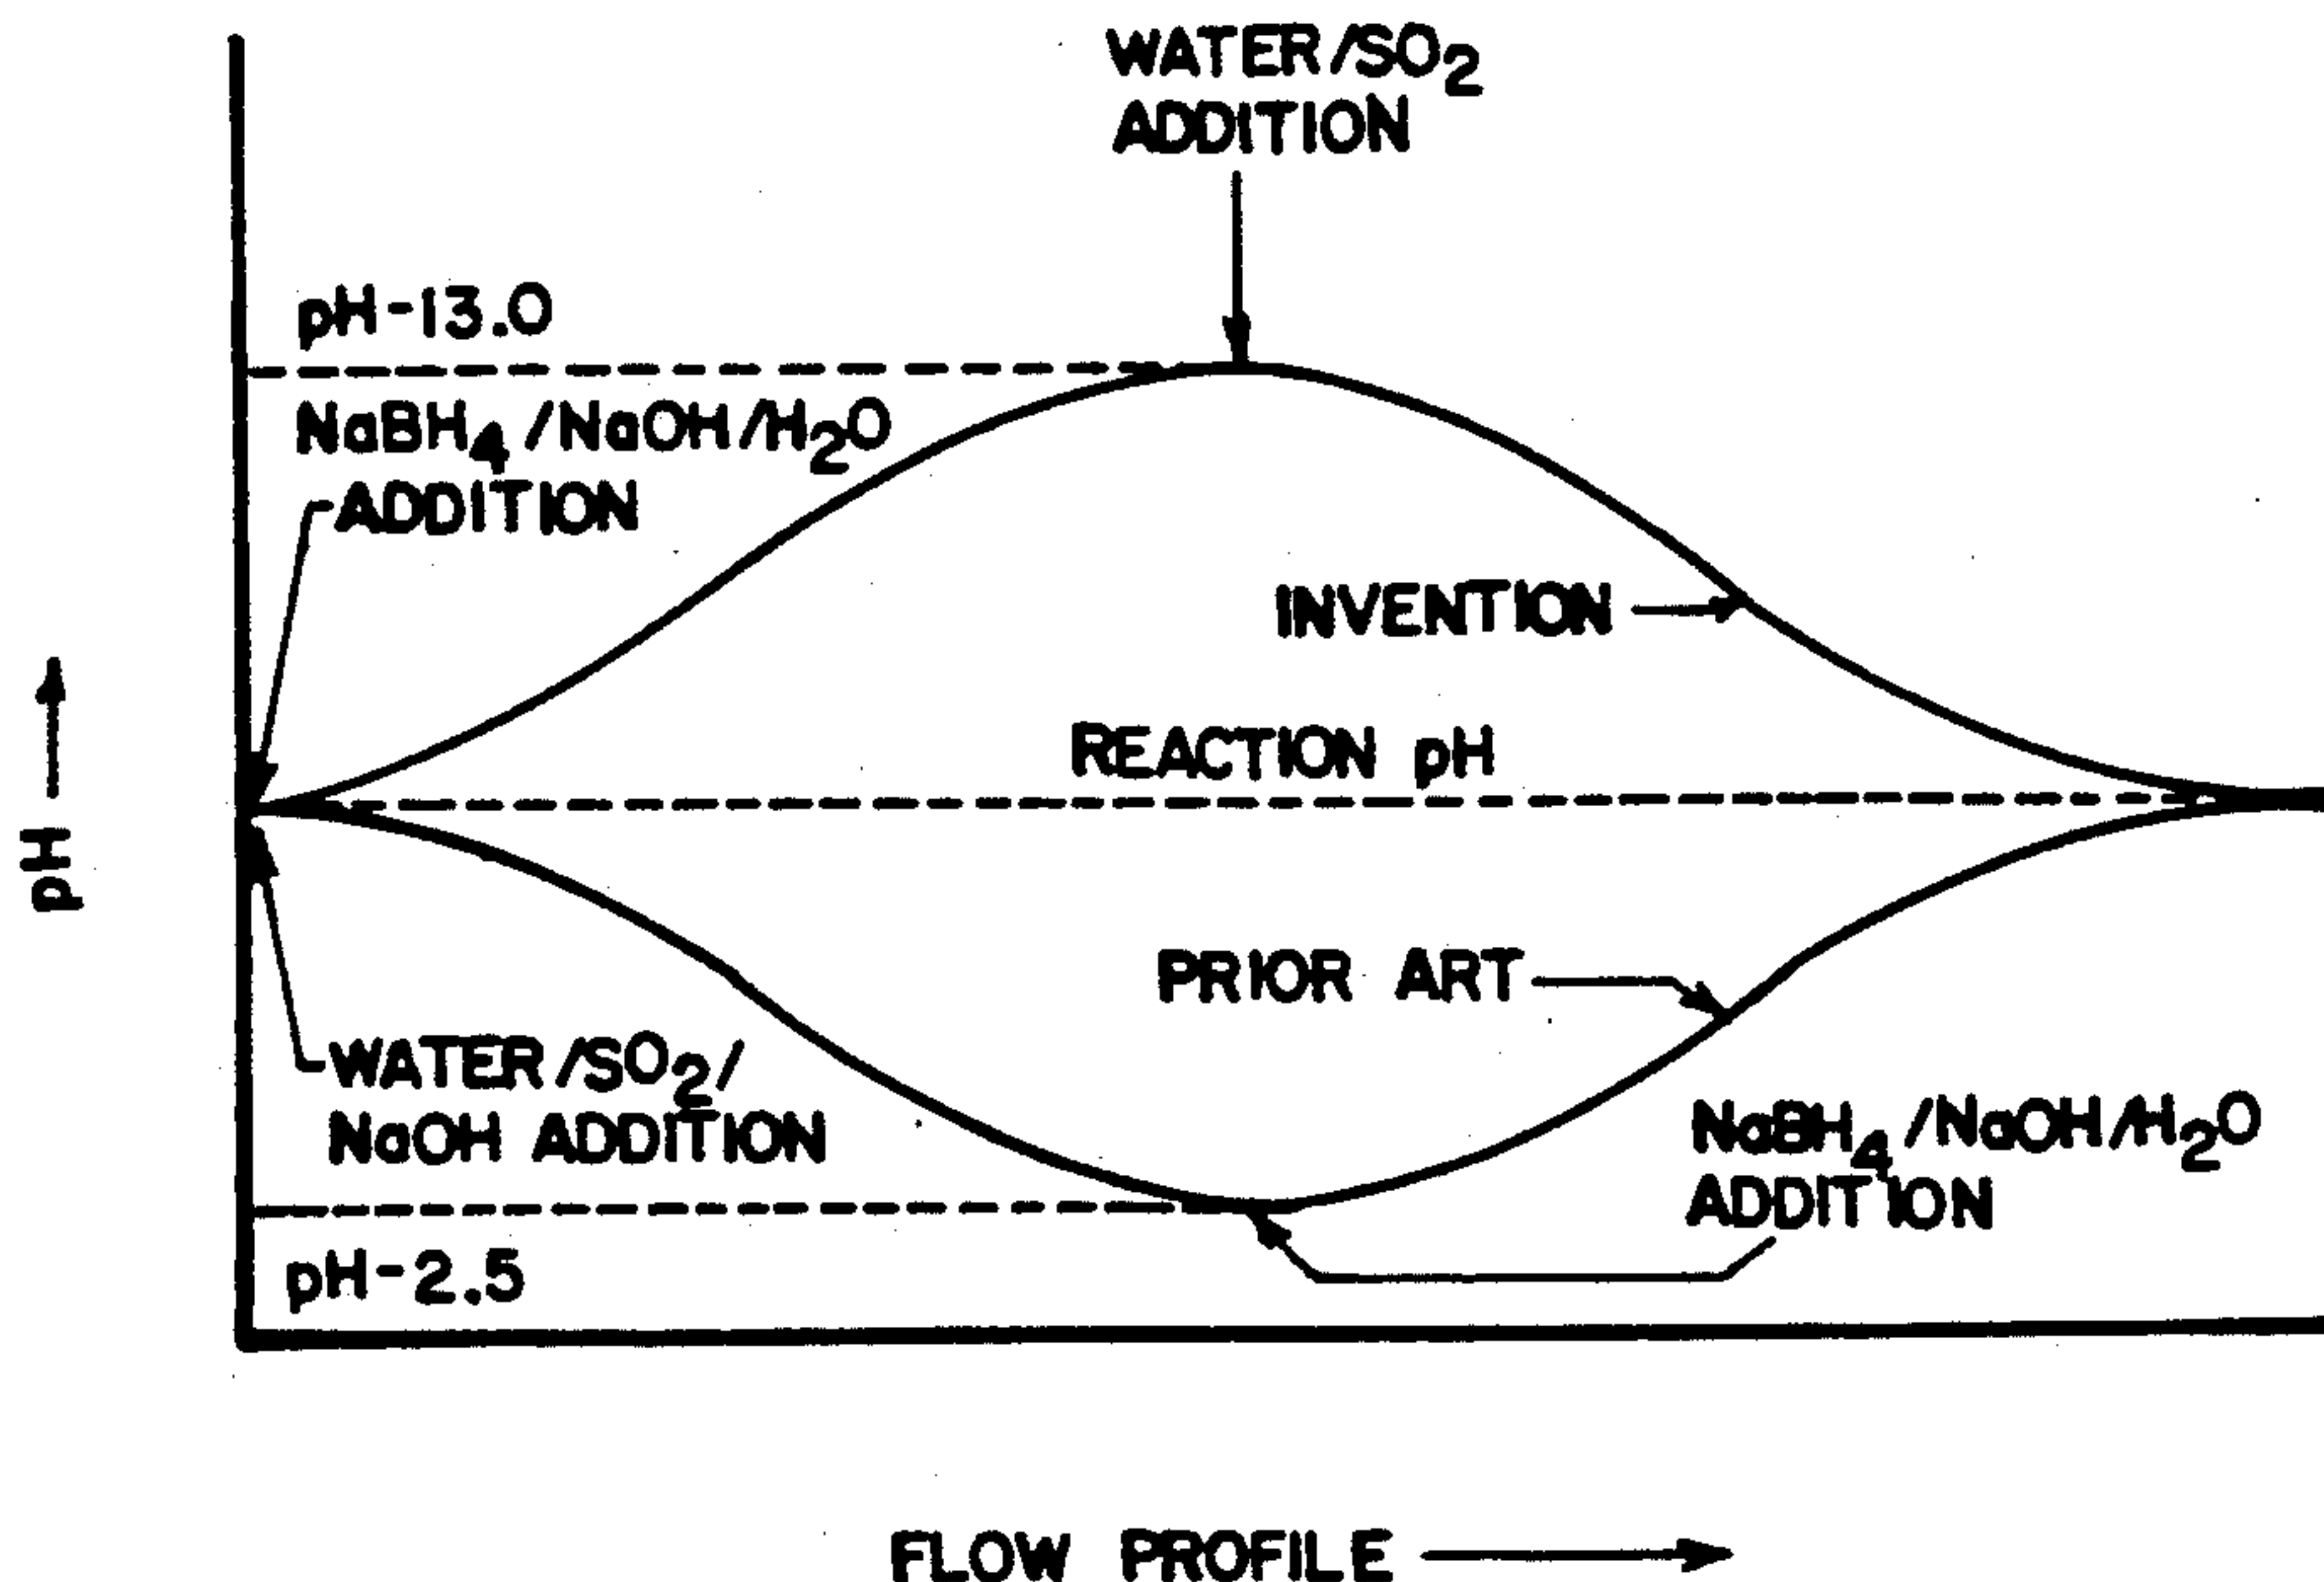 WATER/SO2
ADDITION
pH-13.0
NaBH4/NaOH/H2O
ADDITION
INVENTION
REACTION pH
pH
PRIOR ART
WATER/SO2/
NaOH ADDITION
NaBH4/NaOH/H2O
ADDITION
pH-2.5
FLOW PROFILE